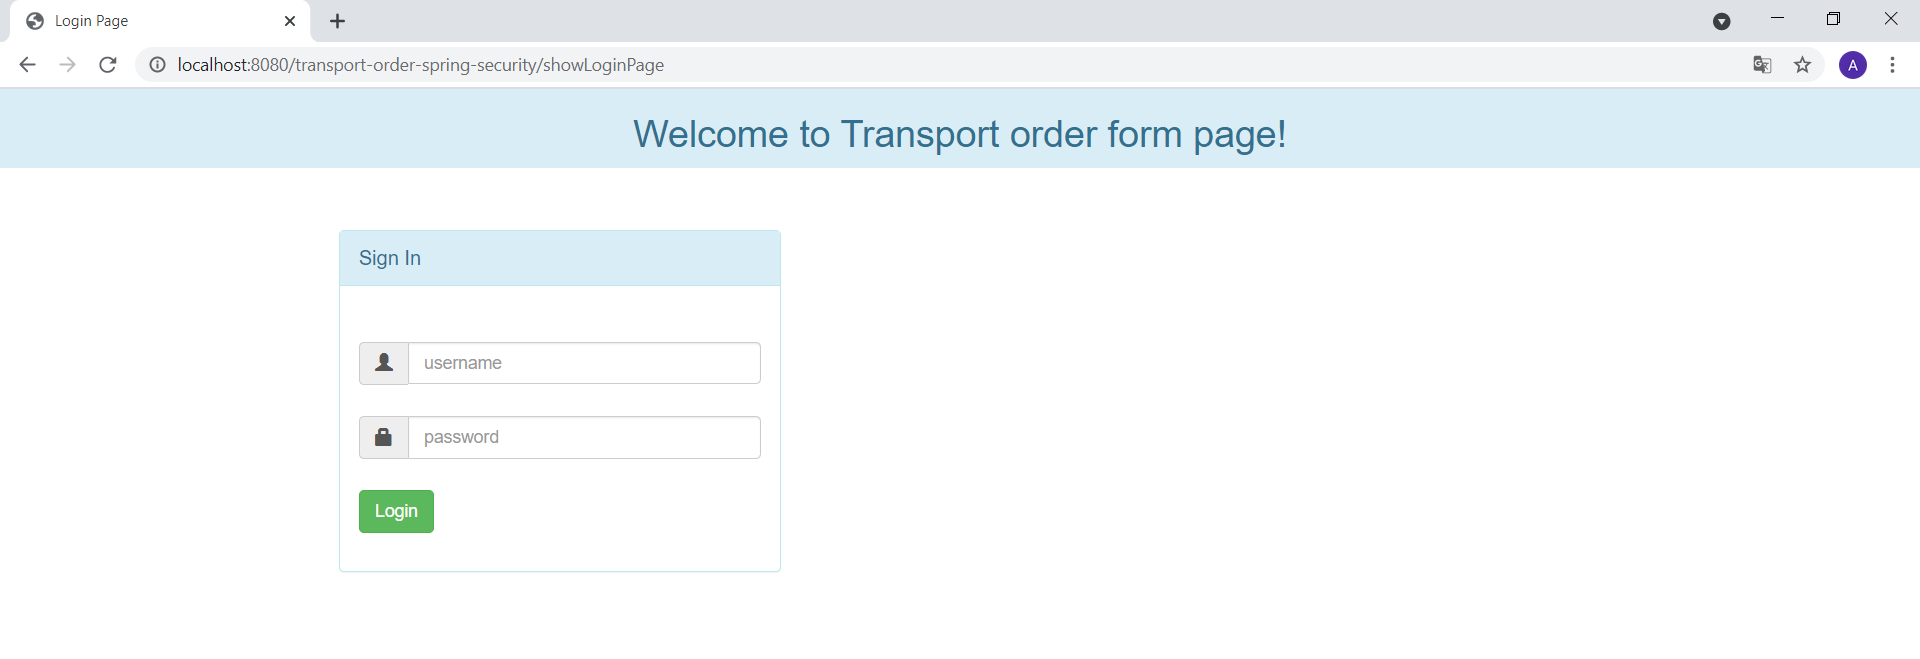 Login Page
localhost:8080/transport-order-spring-security/showLoginPage
A
Welcome to Transport order form page!
Sign In
username
password
Login